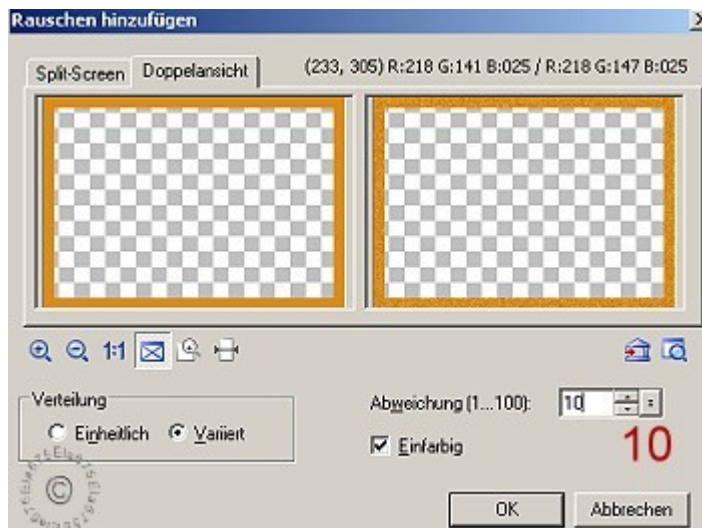 Rauschen hinzufügen
Split-Screen Doppelansicht (233, 305) R:218 G:141 B:025 / R:218 G:147 B:025
1:1
Verteilung
Einheitlich Variiert
Abweichung (1...100): 10
Einfarbig
10
©
OK Abbrechen